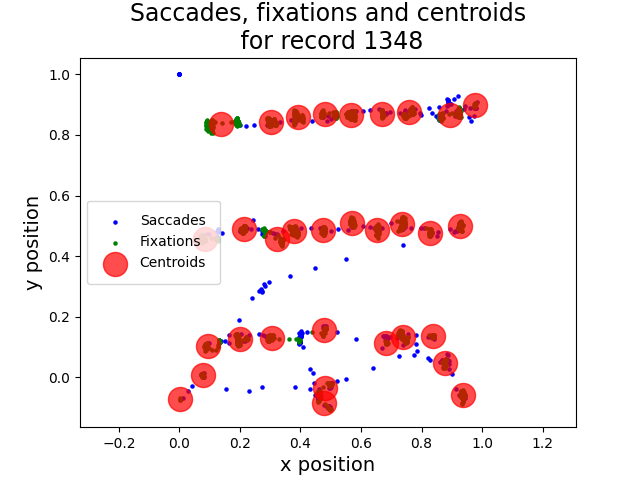 Saccades, fixations and centroids
for record 1348
1.0
0.8
0.6
0.4
0.2
0.0
y position
Saccades
Fixations
Centroids
−0.2
0.0
0.2
0.4
0.6
0.8
1.0
1.2
x position